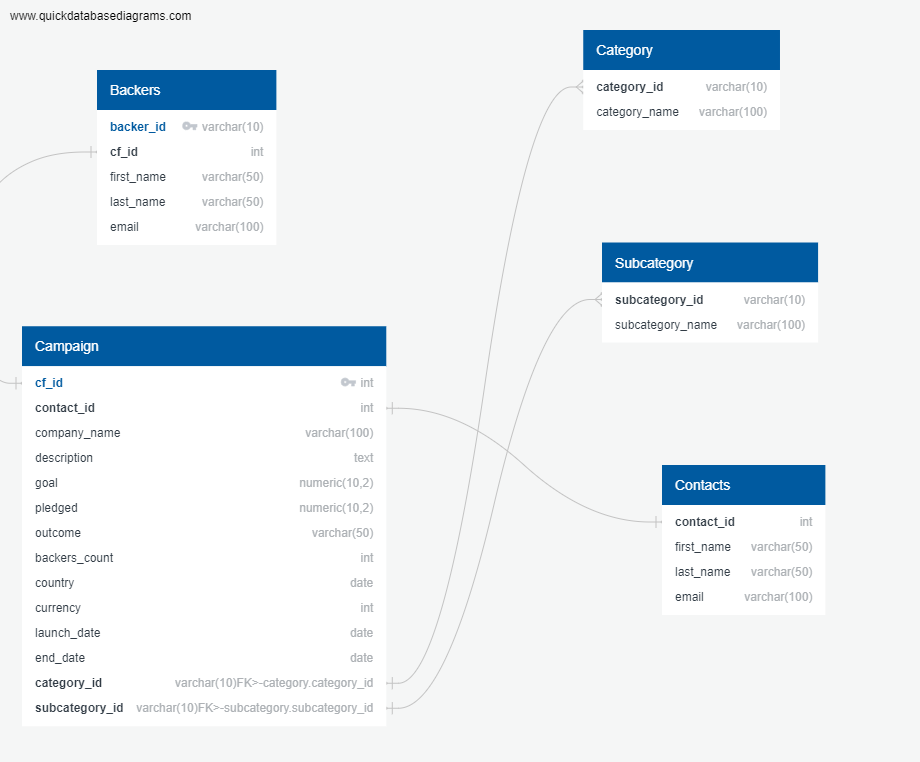 www.quickdatabasediagrams.com
Category
category_id varchar(10)
category_name varchar(100)
Backers
backer_id varchar(10)
cf_id int
first_name varchar(50)
last_name varchar(50)
email varchar(100)
Subcategory
subcategory_id varchar(10)
subcategory_name varchar(100)
Campaign
cf_id int
contact_id int
company_name varchar(100)
description text
goal numeric(10,2)
pledged numeric(10,2)
outcome varchar(50)
backers_count int
country date
currency int
launch_date date
end_date date
category_id varchar(10)FK>-category.category_id
subcategory_id varchar(10)FK>-subcategory.subcategory_id
Contacts
contact_id int
first_name varchar(50)
last_name varchar(50)
email varchar(100)